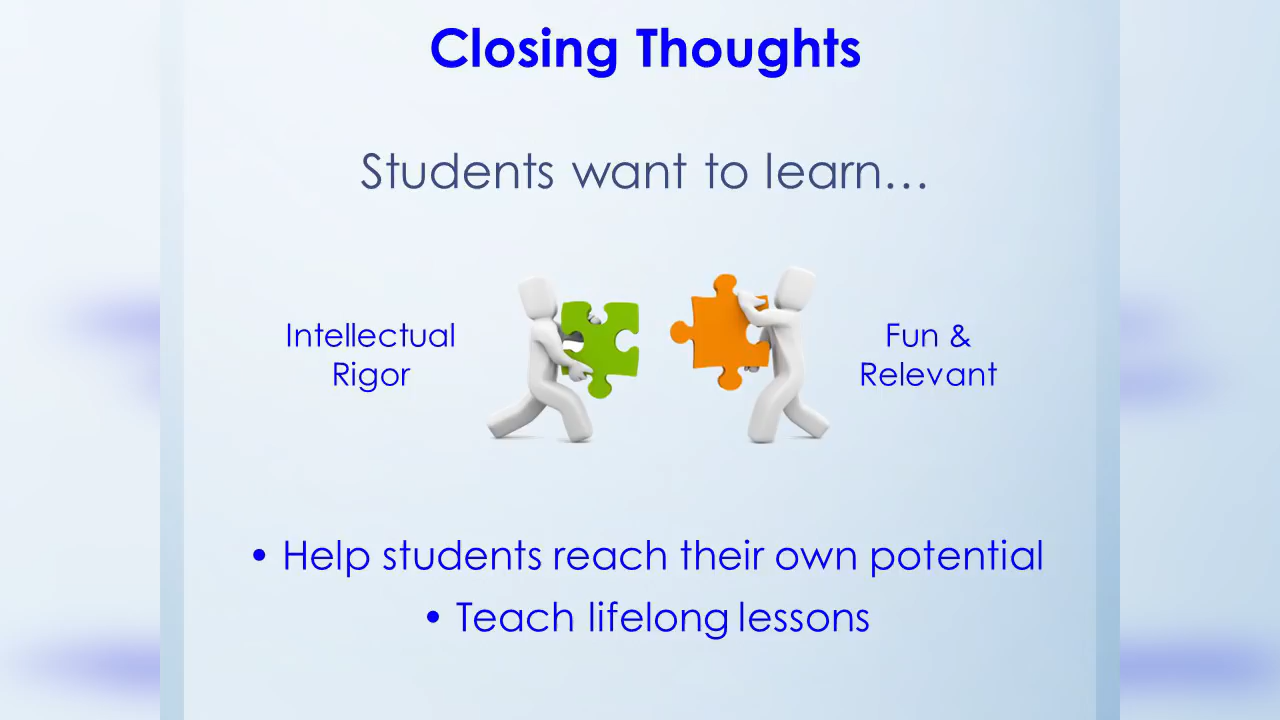 Closing Thoughts
Students want to learn…
Intellectual
Rigor
Fun &
Relevant
• Help students reach their own potential
• Teach lifelong lessons